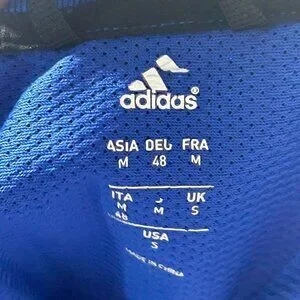 adidas
ASIA DEU FRA
M 48 M
ITA J UK
M M S
48
USA
S
MADE IN CHINA